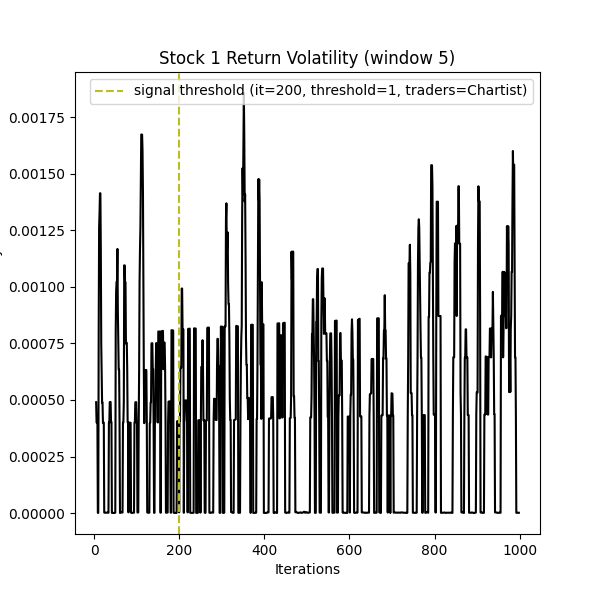 Stock 1 Return Volatility (window 5)
signal threshold (it=200, threshold=1, traders=Chartist)
0.00175
0.00150
0.00125
0.00100
0.00075
0.00050
0.00025
0.00000
0 200 400 600 800 1000
Iterations